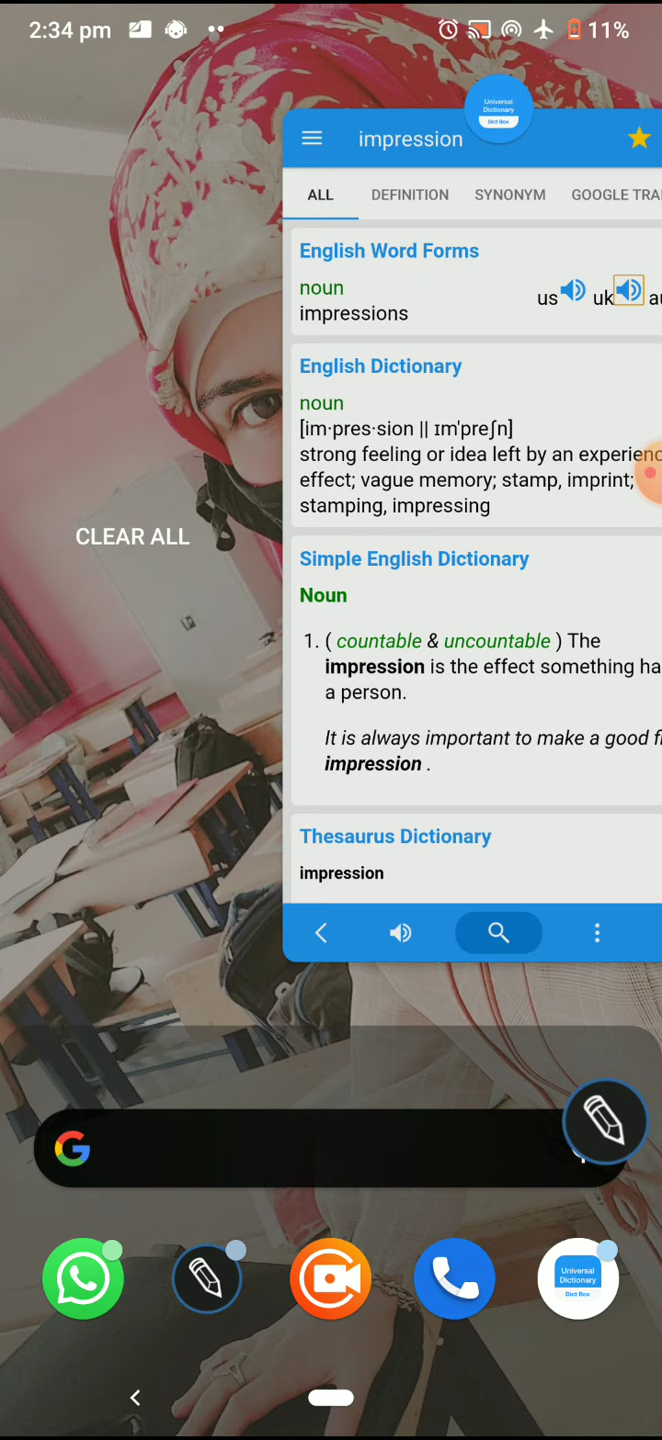 2:34 pm
11%
Universal
Dictionary
Dict Box
impression
ALL DEFINITION SYNONYM GOOGLE
English Word Forms
noun
impressions us uk
English Dictionary
noun
[im·pres·sion || ɪm'preʃn]
strong feeling or idea left by an
effect; vague memory; stamp, imprint;
stamping, impressing
CLEAR ALL
Simple English Dictionary
Noun
1. ( countable & uncountable ) The
impression is the effect something
a person.
It is always important to make a good
impression .
Thesaurus Dictionary
impression
G
Universal
Dictionary
Dict Box